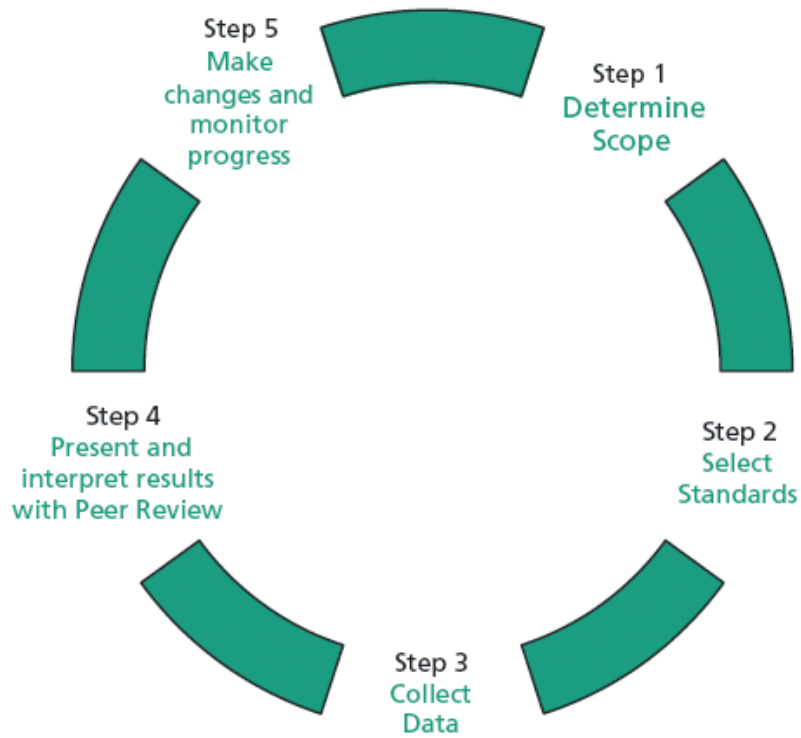 Step 1
Determine
Scope
Step 2
Select
Standards
Step 3
Collect
Data
Step 4
Present and
interpret results
with Peer Review
Step 5
Make
changes and
monitor
progress